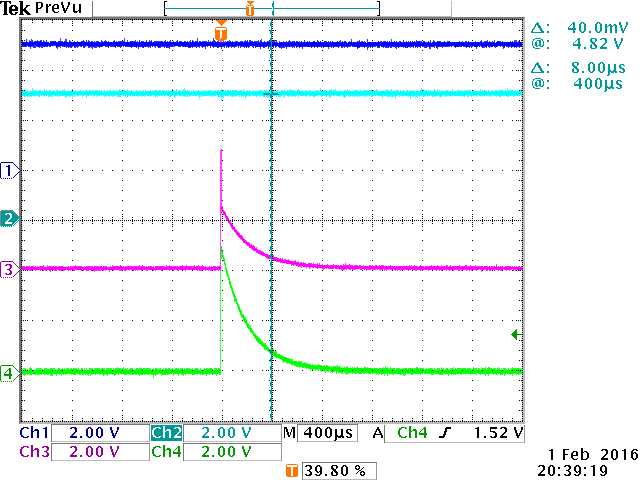 Tek PreVu
T
T
Δ: 40.0mV
@: 4.82 V
Δ: 8.00µs
@: 400µs
1
2
3
4
Ch1 2.00 V Ch2 2.00 V M 400µs A Ch4 1.52 V
Ch3 2.00 V Ch4 2.00 V
T 39.80 %
1 Feb 2016
20:39:19